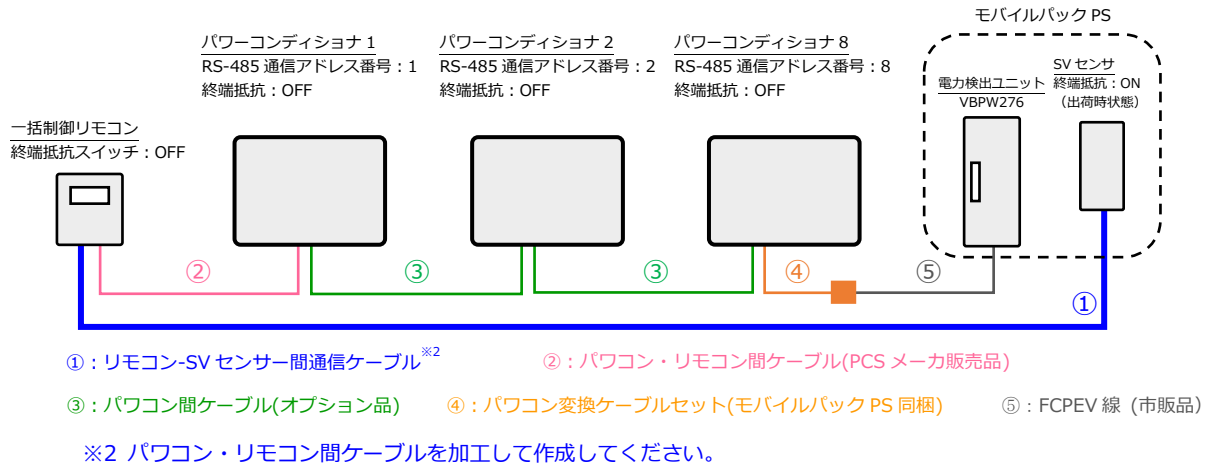 モバイルパック PS
パワーコンディショナ 1
RS-485 通信アドレス番号：1
終端抵抗：OFF
パワーコンディショナ 2
RS-485 通信アドレス番号：2
終端抵抗：OFF
パワーコンディショナ 8
RS-485 通信アドレス番号：8
終端抵抗：OFF
電力検出ユニット
VBPW276
SV センサ
終端抵抗：ON
（出荷時状態）
一括制御リモコン
終端抵抗スイッチ：OFF
②
③
③
④
⑤
①
①：リモコン-SV センサー間通信ケーブル※2
②：パワコン・リモコン間ケーブル(PCS メーカ販売品)
③：パワコン間ケーブル(オプション品)
④：パワコン変換ケーブルセット(モバイルパック PS 同梱)
⑤：FCPEV 線 (市販品)
※2 パワコン・リモコン間ケーブルを加工して作成してください。